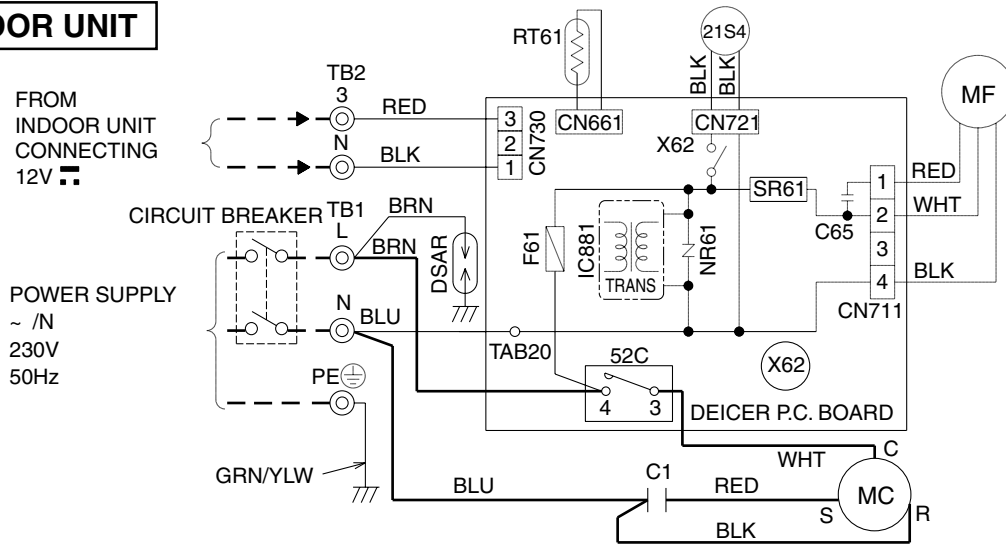 DOOR UNIT
FROM
INDOOR UNIT
CONNECTING
12V
TB2
3
RED
N
BLK
3
2
1
CN730
RT61
CN661
21S4
BLK
BLK
CN721
X62
MF
SR61
C65
1
2
3
4
CN711
RED
WHT
BLK
CIRCUIT BREAKER
TB1
L
BRN
BRN
DSAR
F61
IC881
TRANS
NR61
POWER SUPPLY
~ /N
230V
50Hz
N
BLU
TAB20
52C
4
3
X62
DEICER P.C. BOARD
PE
GRN/YLW
BLU
C1
RED
WHT
C
MC
S
R
BLK